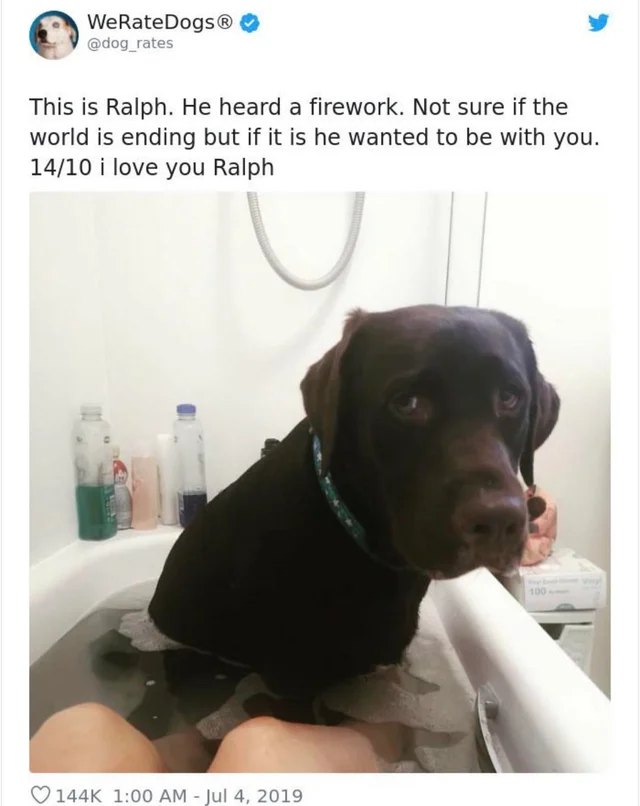 WeRateDogs®
@dog_rates
This is Ralph. He heard a firework. Not sure if the
world is ending but if it is he wanted to be with you.
14/10 i love you Ralph
100
144K 1:00 AM - Jul 4, 2019